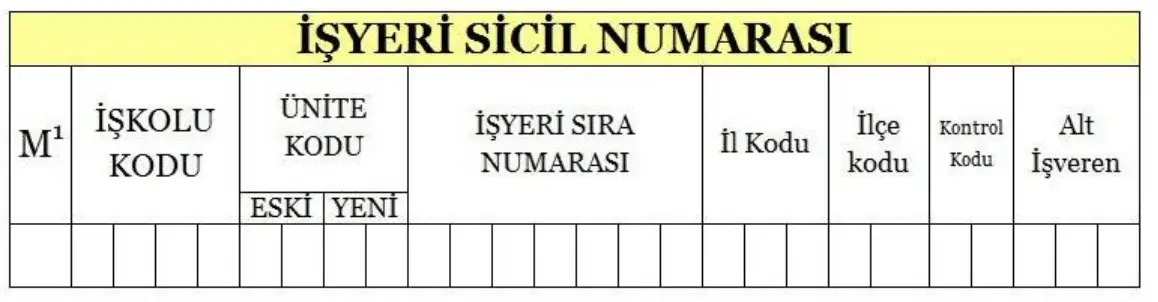 İŞYERİ SİCİL NUMARASI
M¹
İŞKOLU
KODU
ÜNİTE
KODU
ESKİ
YENİ
İŞYERİ SIRA
NUMARASI
İl Kodu
İlçe
kodu
Kontrol
Kodu
Alt
İşveren